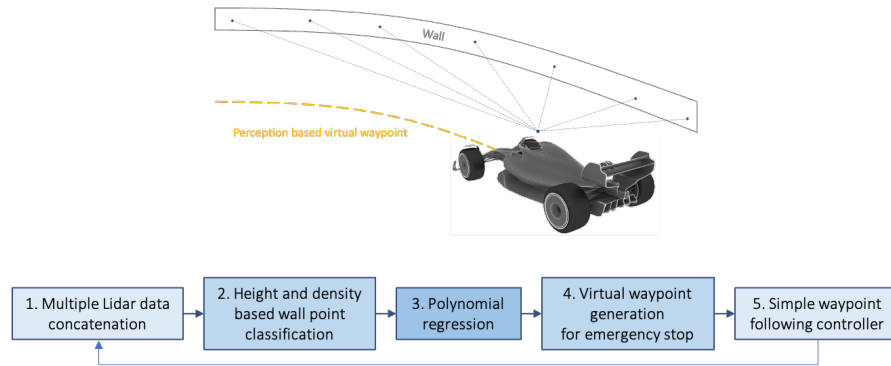 Wall
Perception based virtual waypoint
1. Multiple Lidar data
concatenation
2. Height and density
based wall point
classification
3. Polynomial
regression
4. Virtual waypoint
generation
for emergency stop
5. Simple waypoint
following controller